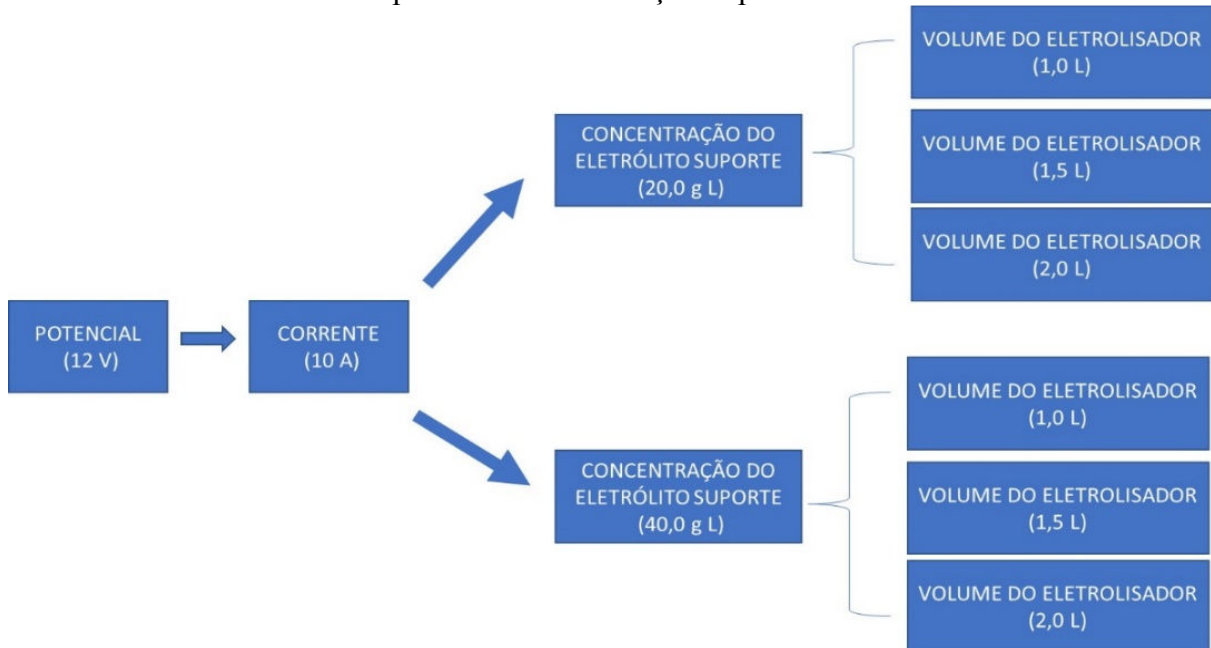 VOLUME DO ELETROLISADOR
(1,0 L)
CONCENTRAÇÃO DO
ELETRÓLITO SUPORTE
(20,0 g L)
VOLUME DO ELETROLISADOR
(1,5 L)
VOLUME DO ELETROLISADOR
(2,0 L)
POTENCIAL
(12 V)
CORRENTE
(10 A)
VOLUME DO ELETROLISADOR
(1,0 L)
CONCENTRAÇÃO DO
ELETRÓLITO SUPORTE
(40,0 g L)
VOLUME DO ELETROLISADOR
(1,5 L)
VOLUME DO ELETROLISADOR
(2,0 L)